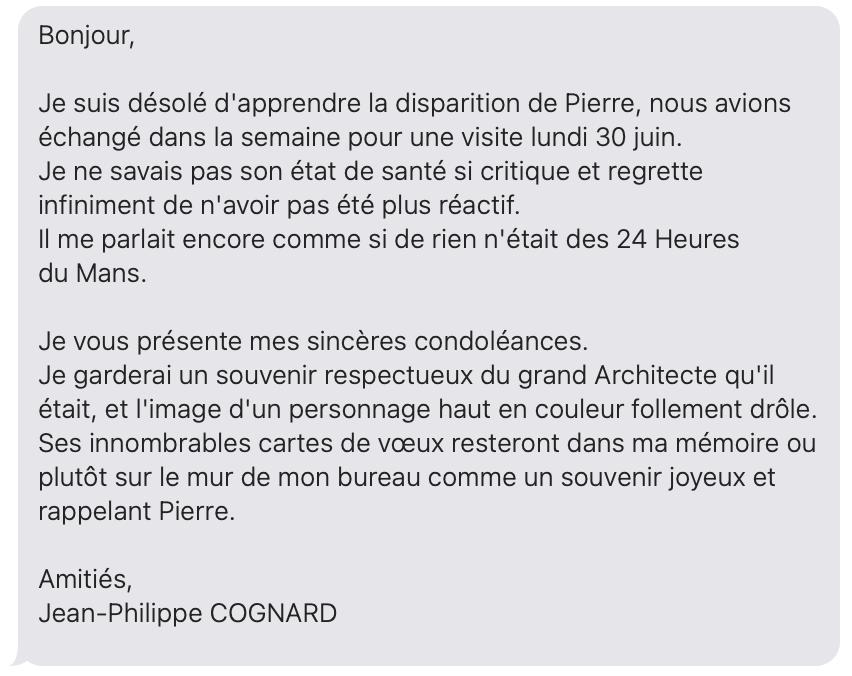 Bonjour,
Je suis désolé d'apprendre la disparition de Pierre, nous avions
échangé dans la semaine pour une visite lundi 30 juin.
Je ne savais pas son état de santé si critique et regrette
infiniment de n'avoir pas été plus réactif.
Il me parlait encore comme si de rien n'était des 24 Heures
du Mans.
Je vous présente mes sincères condoléances.
Je garderai un souvenir respectueux du grand Architecte qu'il
était, et l'image d'un personnage haut en couleur follement drôle.
Ses innombrables cartes de vœux resteront dans ma mémoire ou
plutôt sur le mur de mon bureau comme un souvenir joyeux et
rappelant Pierre.
Amitiés,
Jean-Philippe COGNARD